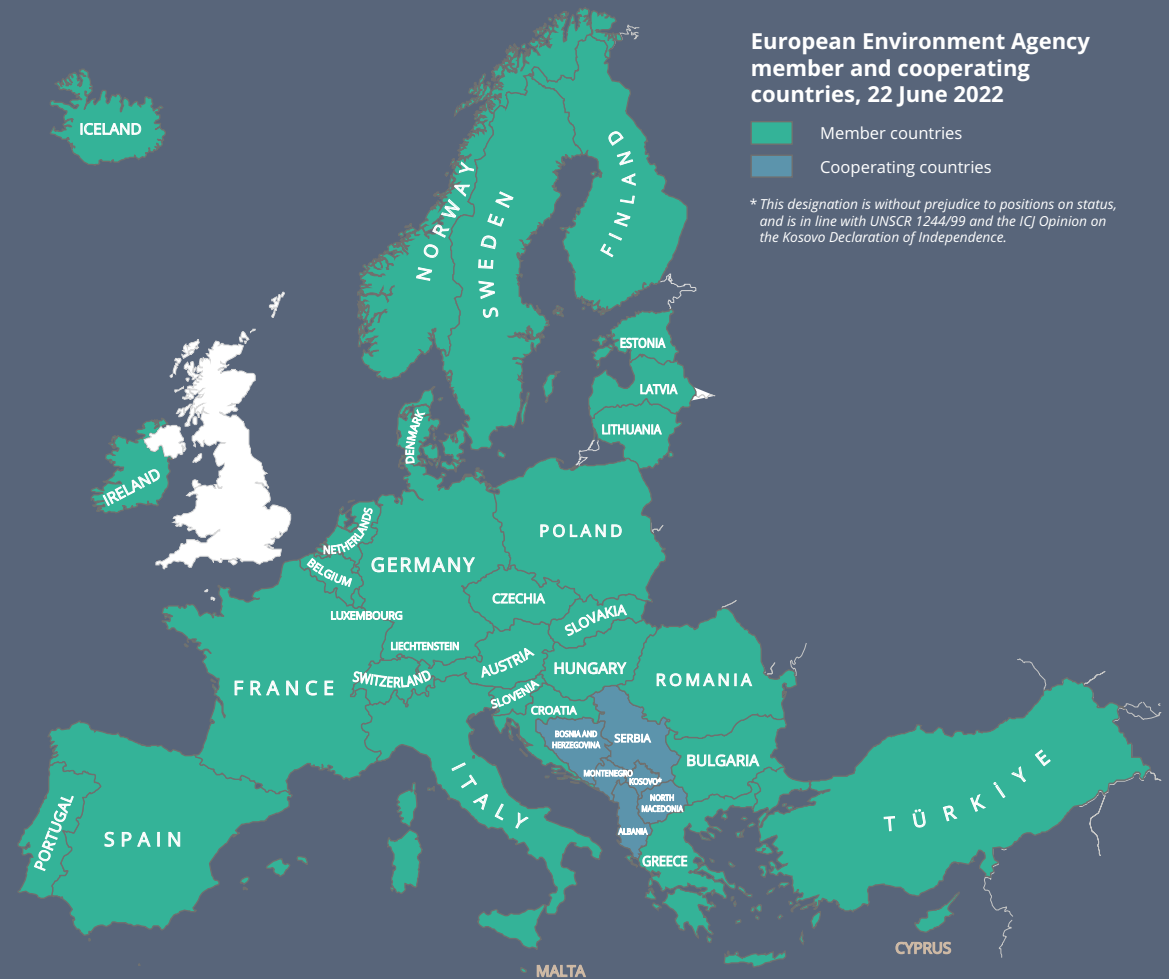 European Environment Agency
member and cooperating
countries, 22 June 2022
Member countries
Cooperating countries
* This designation is without prejudice to positions on status,
and is in line with UNSCR 1244/99 and the ICJ Opinion on
the Kosovo Declaration of Independence.
ICELAND
NORWAY
SWEDEN
FINLAND
ESTONIA
LATVIA
LITHUANIA
DENMARK
IRELAND
NETHERLANDS
BELGIUM
GERMANY
POLAND
LUXEMBOURG
CZECHIA
SLOVAKIA
LIECHTENSTEIN
AUSTRIA
HUNGARY
FRANCE
SWITZERLAND
SLOVENIA
ROMANIA
CROATIA
BOSNIA AND
HERZEGOVINA
SERBIA
BULGARIA
MONTENEGRO
KOSOVO*
NORTH
MACEDONIA
ALBANIA
ITALY
PORTUGAL
SPAIN
GREECE
TÜRKİYE
CYPRUS
MALTA